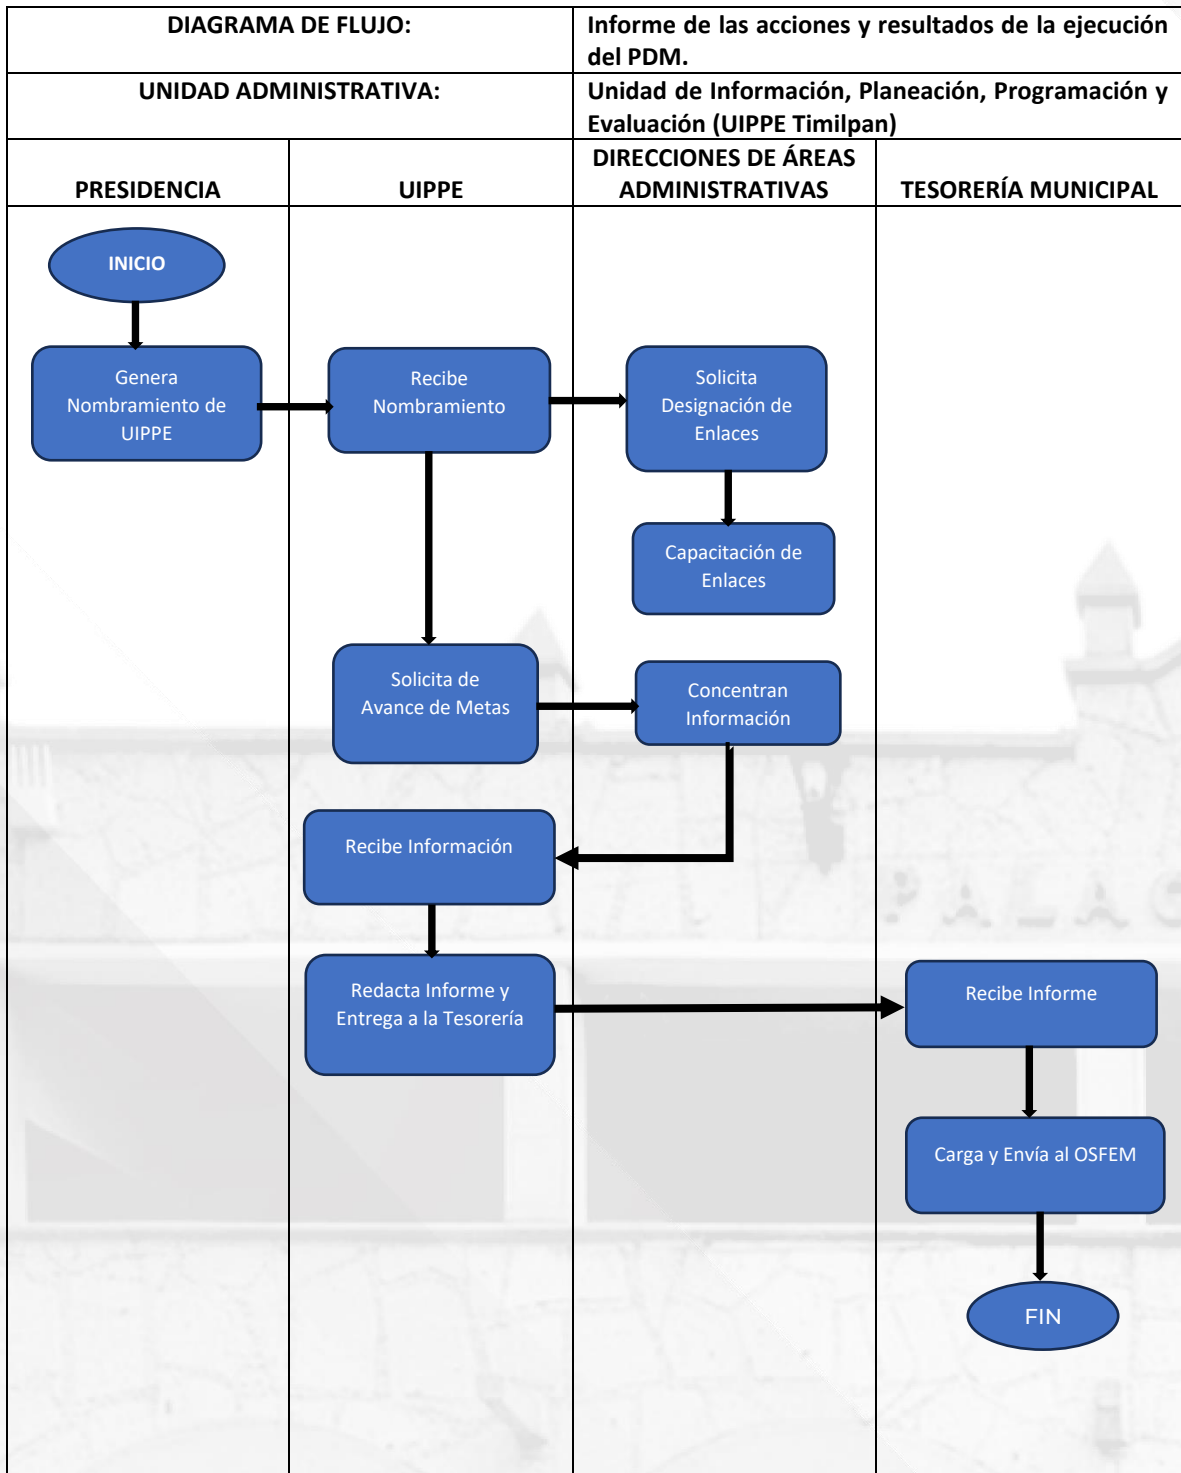 DIAGRAMA DE FLUJO:
Informe de las acciones y resultados de la ejecución
del PDM.
UNIDAD ADMINISTRATIVA:
Unidad de Información, Planeación, Programación y
Evaluación (UIPPE Timilpan)
PRESIDENCIA
UIPPE
DIRECCIONES DE ÁREAS
ADMINISTRATIVAS
TESORERÍA MUNICIPAL
INICIO
Genera
Nombramiento de
UIPPE
Recibe
Nombramiento
Solicita
Designación de
Enlaces
Capacitación de
Enlaces
Solicita de
Avance de Metas
Concentran
Información
Recibe Información
Redacta Informe y
Entrega a la Tesorería
Recibe Informe
Carga y Envía al OSFEM
FIN
PALAC